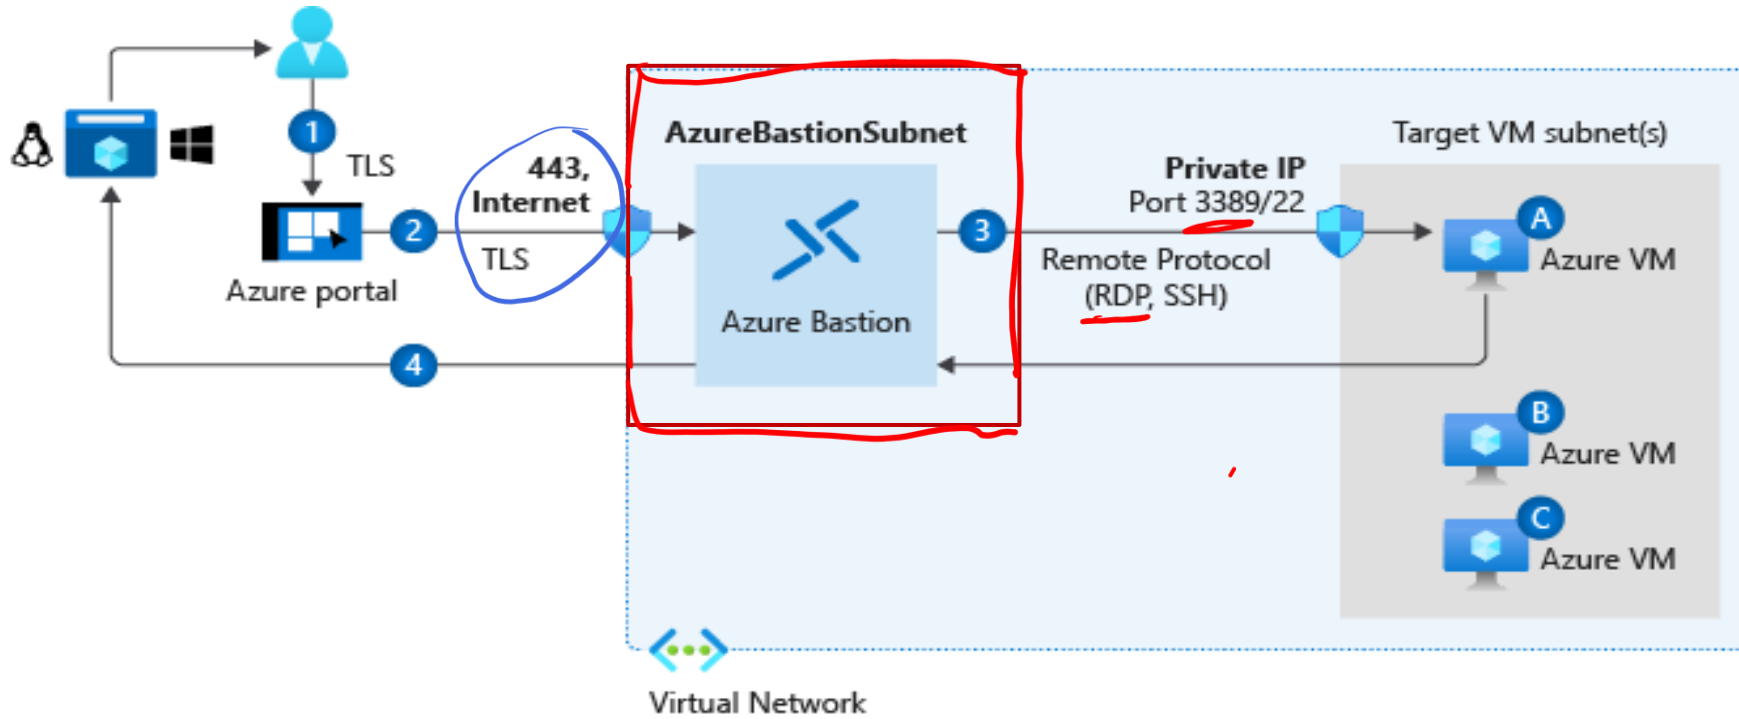 1
TLS
443,
Internet
2
TLS
Azure portal
AzureBastionSubnet
Azure Bastion
3
Private IP
Port 3389/22
Remote Protocol
(RDP, SSH)
Target VM subnet(s)
A
Azure VM
4
B
Azure VM
C
Azure VM
Virtual Network